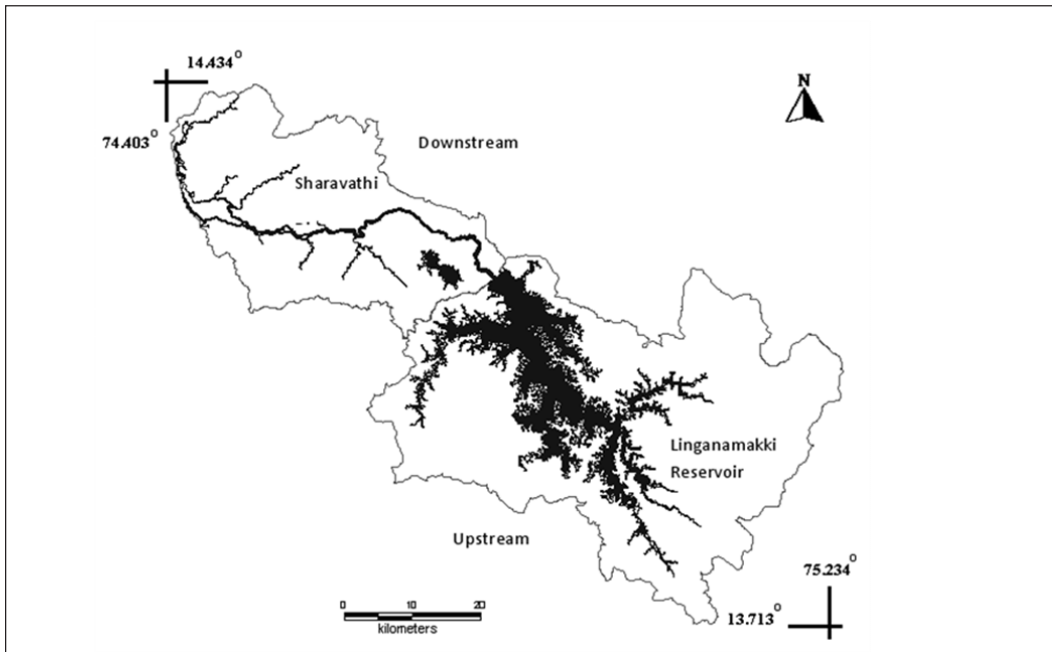 14.434°
N
74.403°
Downstream
Sharavathi
Linganamakki
Reservoir
Upstream
75.234°
0 10 20
13.713°
kilometers